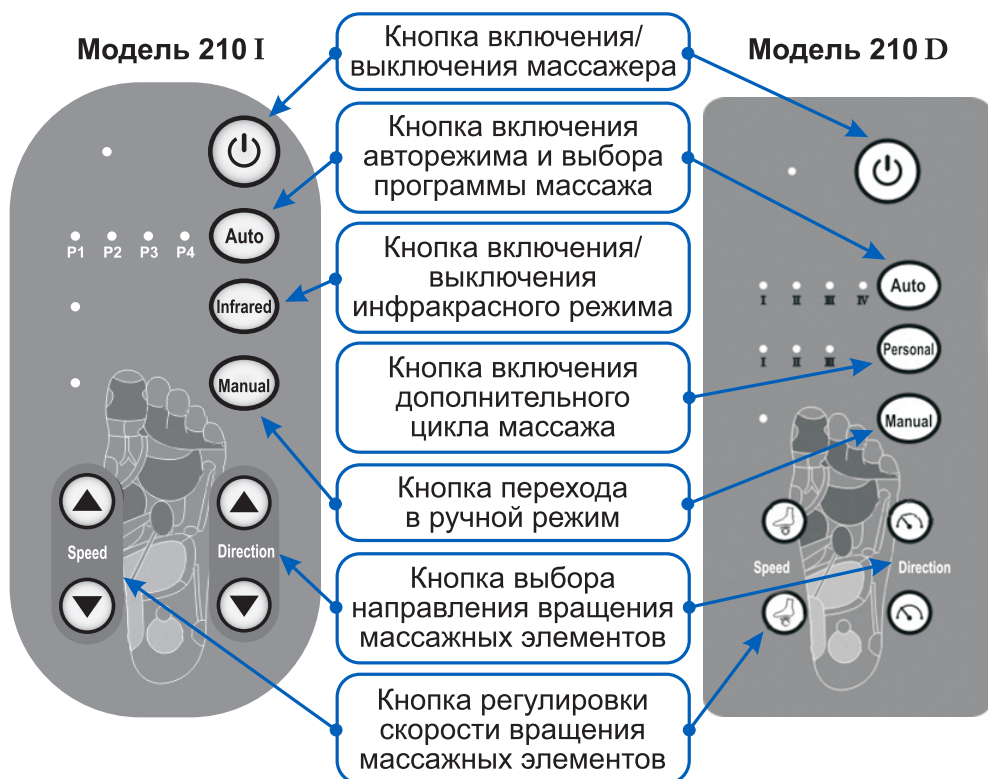 Модель 210 I
P1 P2 P3 P4
Auto
Infrared
Manual
Speed
Direction
Кнопка включения/
выключения массажера
Кнопка включения
авторежима и выбора
программы массажа
Кнопка включения/
выключения
инфракрасного режима
Кнопка включения
дополнительного
цикла массажа
Кнопка перехода
в ручной режим
Кнопка выбора
направления вращения
массажных элементов
Кнопка регулировки
скорости вращения
массажных элементов
Модель 210 D
Auto
I II III IV
Personal
I II III
Manual
Speed
Direction